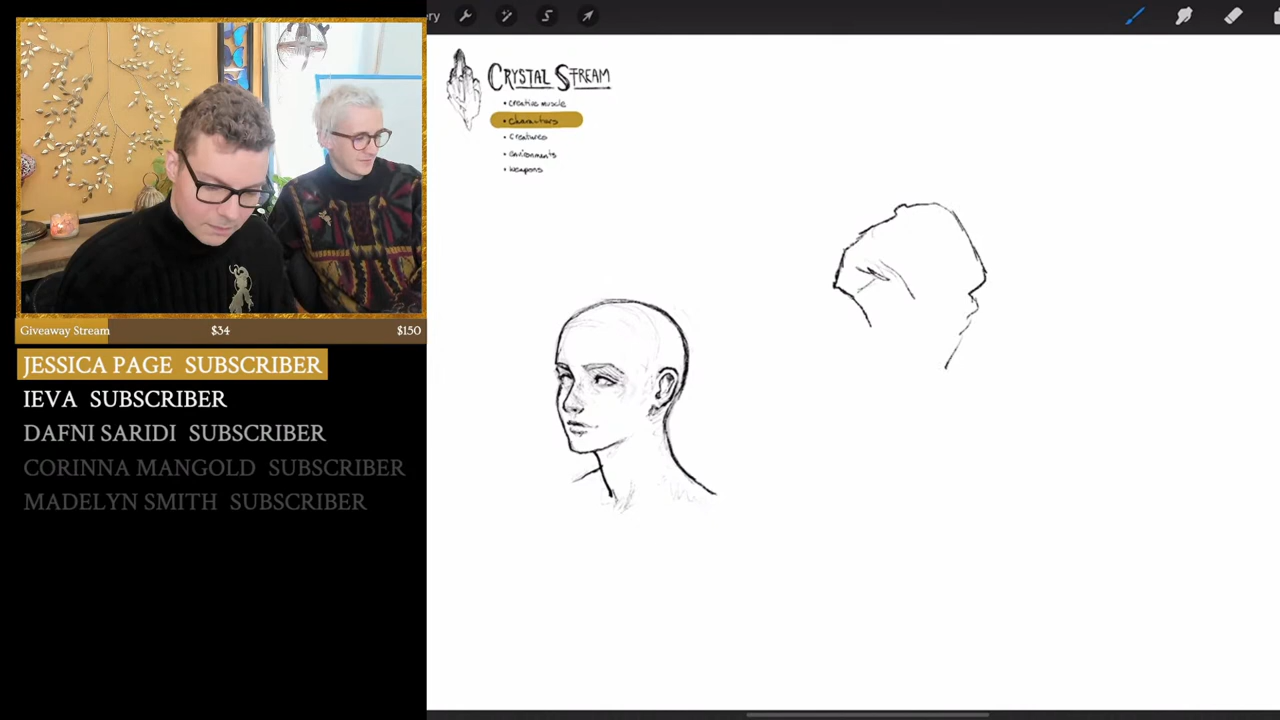 ry
CRYSTAL STREAM
• creative muscle
• characters
• creatures
• environments
• weapons
Giveaway Stream $34 $150
JESSICA PAGE SUBSCRIBER
IEVA SUBSCRIBER
DAFNI SARIDI SUBSCRIBER
CORINNA MANGOLD SUBSCRIBER
MADELYN SMITH SUBSCRIBER